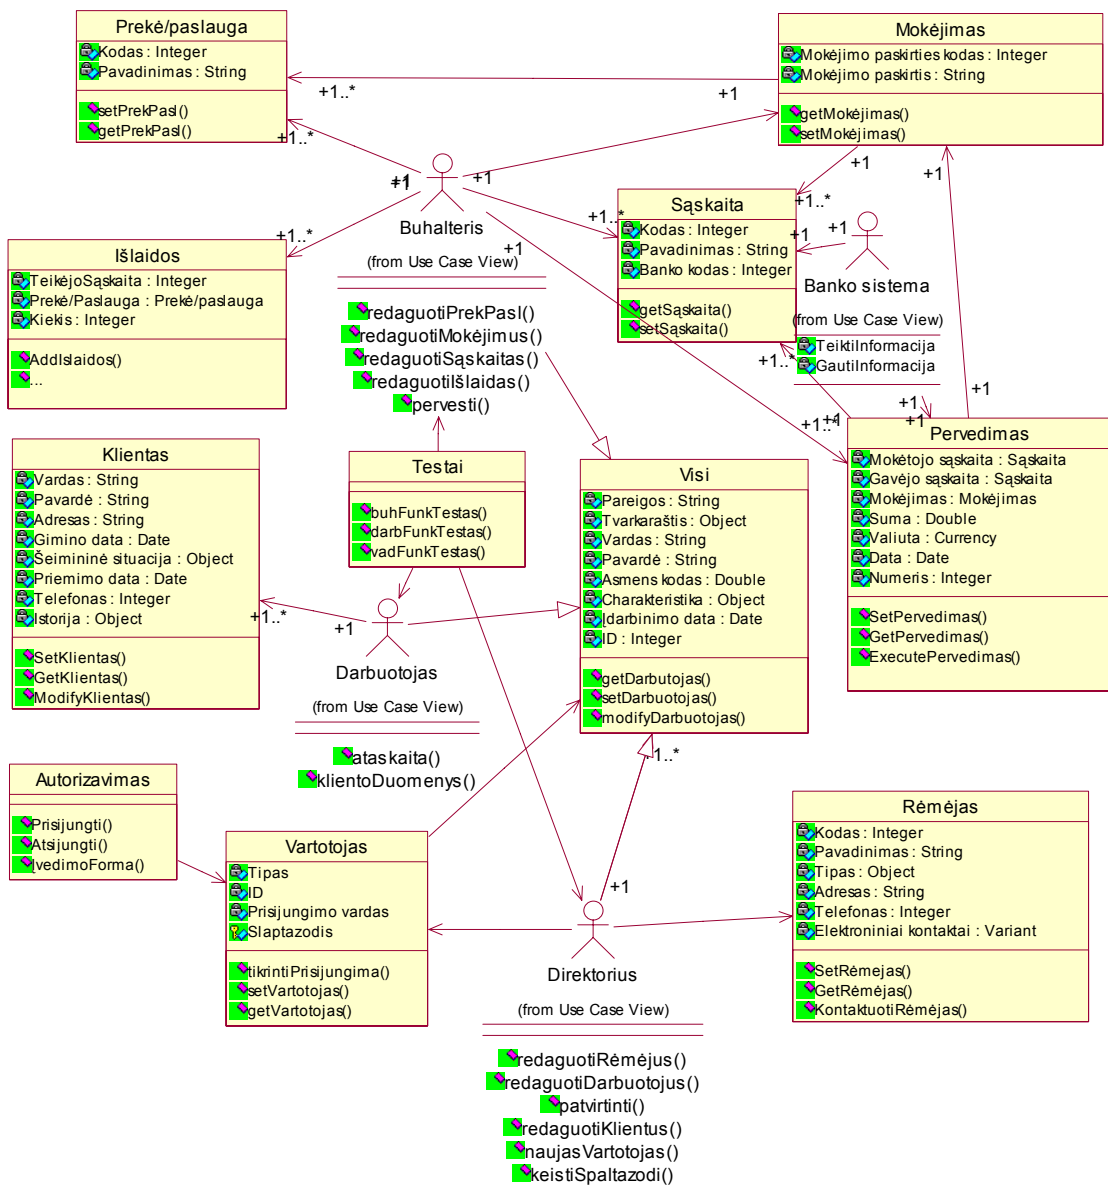 Prekė/paslauga
Kodas : Integer
Pavadinimas : String
setPrekPasl()
getPrekPasl()
Mokėjimas
Mokėjimo paskirties kodas : Integer
Mokėjimo paskirtis : String
getMokėjimas()
setMokėjimas()
+1..*
+1
+1..*
+1
+1
+1
+1
+1..*
Buhalteris
(from Use Case View)
redaguotiPrekPasl()
redaguotiMokėjimus()
redaguotiSąskaitas()
redaguotiIšlaidas()
pervesti()
+1..*
+1
+1
+1..*
Sąskaita
Kodas : Integer
Pavadinimas : String
Banko kodas : Integer
getSąskaita()
setSąskaita()
+1
+1
Banko sistema
(from Use Case View)
TeiktiInformacija
GautiInformacija
+1..*
+1
+1
+1
+1..*
+1
Išlaidos
TeikėjoSąskaita : Integer
Prekė/Paslauga : Prekė/paslauga
Kiekis : Integer
AddIslaidos()
...
Klientas
Vardas : String
Pavardė : String
Adresas : String
Gimino data : Date
Šeimininė situacija : Object
Priemimo data : Date
Telefonas : Integer
Istorija : Object
SetKlientas()
GetKlientas()
ModifyKlientas()
Testai
buhFunkTestas()
darbFunkTestas()
vadFunkTestas()
Visi
Pareigos : String
Tvarkaraštis : Object
Vardas : String
Pavardė : String
Asmens kodas : Double
Charakteristika : Object
Įdarbinimo data : Date
ID : Integer
getDarbutojas()
setDarbuotojas()
modifyDarbuotojas()
Pervedimas
Mokėtojo sąskaita : Sąskaita
Gavėjo sąskaita : Sąskaita
Mokėjimas : Mokėjimas
Suma : Double
Valiuta : Currency
Data : Date
Numeris : Integer
SetPervedimas()
GetPervedimas()
ExecutePervedimas()
+1..*
+1
Darbuotojas
(from Use Case View)
ataskaita()
klientoDuomenys()
+1..*
+1
Autorizavimas
Prisijungti()
Atsijungti()
ĮvedimoForma()
Vartotojas
Tipas
ID
Prisijungimo vardas
Slaptazodis
tikrintiPrisijungima()
setVartotojas()
getVartotojas()
Direktorius
(from Use Case View)
redaguotiRėmėjus()
redaguotiDarbuotojus()
patvirtinti()
redaguotiKlientus()
naujasVartotojas()
keistiSpaltazodi()
Rėmėjas
Kodas : Integer
Pavadinimas : String
Tipas : Object
Adresas : String
Telefonas : Integer
Elektroniniai kontaktai : Variant
SetRėmejas()
GetRėmėjas()
KontaktuotiRėmėjas()